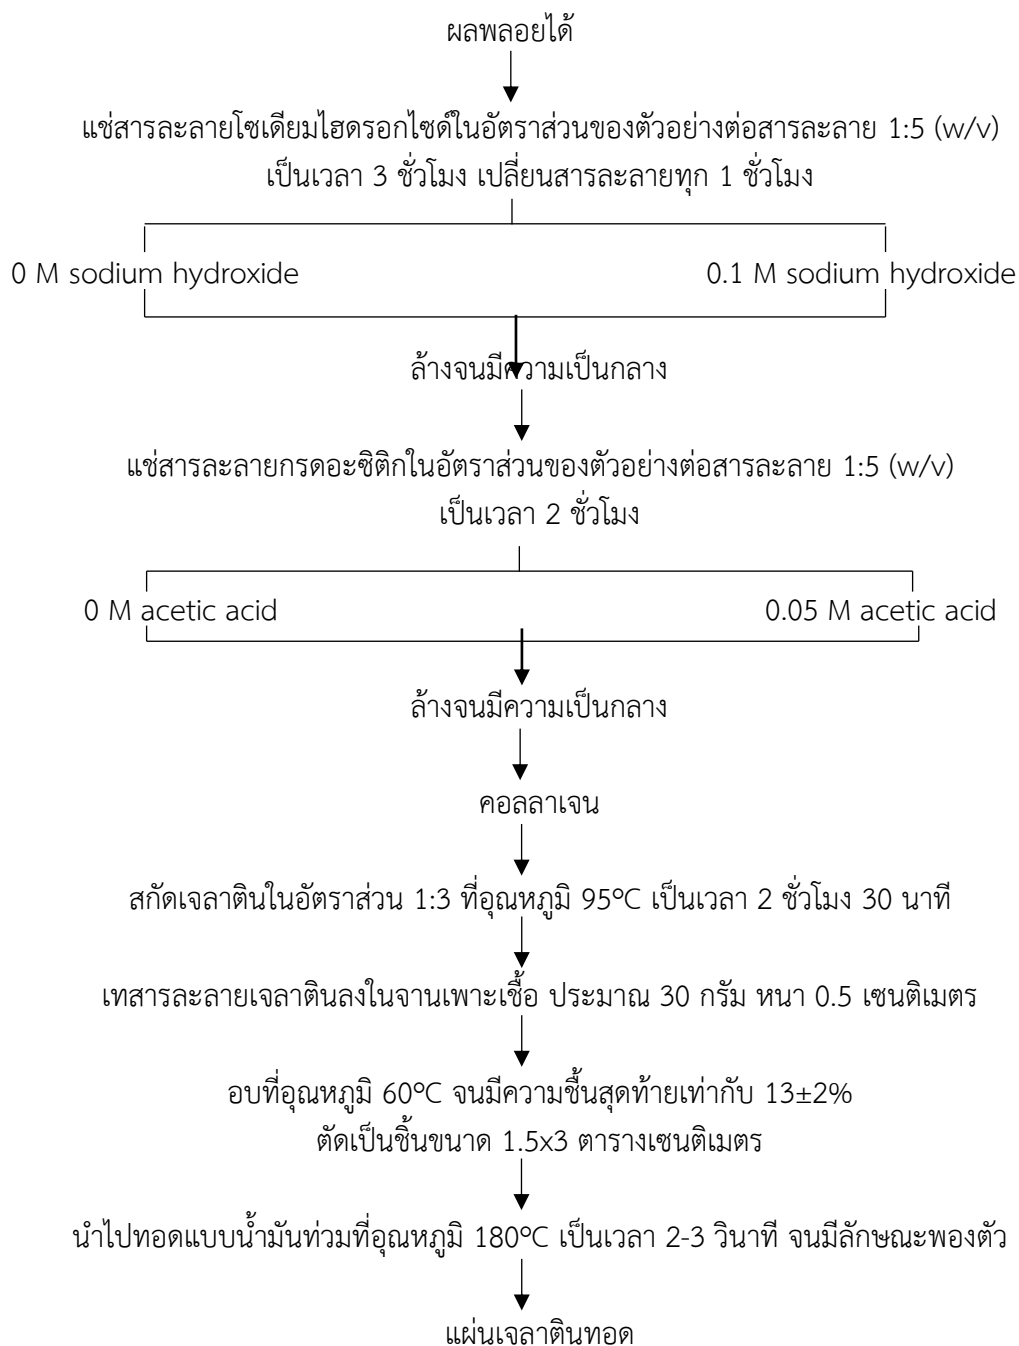 ผลพลอยได้
แช่สารละลายโซเดียมไฮดรอกไซด์ในอัตราส่วนของตัวอย่างต่อสารละลาย 1:5 (w/v)
เป็นเวลา 3 ชั่วโมง เปลี่ยนสารละลายทุก 1 ชั่วโมง
0 M sodium hydroxide
0.1 M sodium hydroxide
ล้างจนมีความเป็นกลาง
แช่สารละลายกรดอะซิติกในอัตราส่วนของตัวอย่างต่อสารละลาย 1:5 (w/v)
เป็นเวลา 2 ชั่วโมง
0 M acetic acid
0.05 M acetic acid
ล้างจนมีความเป็นกลาง
คอลลาเจน
สกัดเจลาตินในอัตราส่วน 1:3 ที่อุณหภูมิ 95ºC เป็นเวลา 2 ชั่วโมง 30 นาที
เทสารละลายเจลาตินลงในจานเพาะเชื้อ ประมาณ 30 กรัม หนา 0.5 เซนติเมตร
อบที่อุณหภูมิ 60ºC จนมีความชื้นสุดท้ายเท่ากับ 13±2%
ตัดเป็นชิ้นขนาด 1.5x3 ตารางเซนติเมตร
นำไปทอดแบบน้ำมันท่วมที่อุณหภูมิ 180ºC เป็นเวลา 2-3 วินาที จนมีลักษณะพองตัว
แผ่นเจลาตินทอด